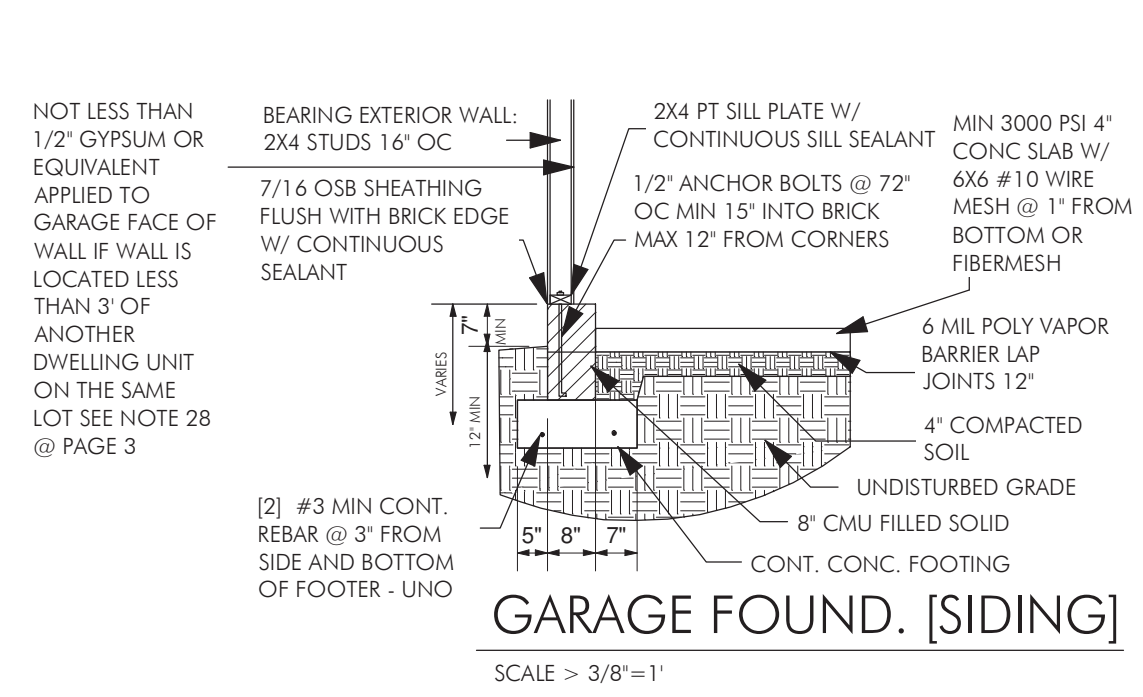 NOT LESS THAN
1/2" GYPSUM OR
EQUIVALENT
APPLIED TO
GARAGE FACE OF
WALL IF WALL IS
LOCATED LESS
THAN 3' OF
ANOTHER
DWELLING UNIT
ON THE SAME
LOT SEE NOTE 28
@ PAGE 3
BEARING EXTERIOR WALL:
2X4 STUDS 16" OC
7/16 OSB SHEATHING
FLUSH WITH BRICK EDGE
W/ CONTINUOUS
SEALANT
2X4 PT SILL PLATE W/
CONTINUOUS SILL SEALANT
1/2" ANCHOR BOLTS @ 72"
OC MIN 15" INTO BRICK
MAX 12" FROM CORNERS
MIN 3000 PSI 4"
CONC SLAB W/
6X6 #10 WIRE
MESH @ 1" FROM
BOTTOM OR
FIBERMESH
6 MIL POLY VAPOR
BARRIER LAP
JOINTS 12"
4" COMPACTED
SOIL
UNDISTURBED GRADE
8" CMU FILLED SOLID
CONT. CONC. FOOTING
VARIES
7"
MIN
12" MIN
[2] #3 MIN CONT.
REBAR @ 3" FROM
SIDE AND BOTTOM
OF FOOTER - UNO
5" 8" 7"
GARAGE FOUND. [SIDING]
SCALE > 3/8"=1'